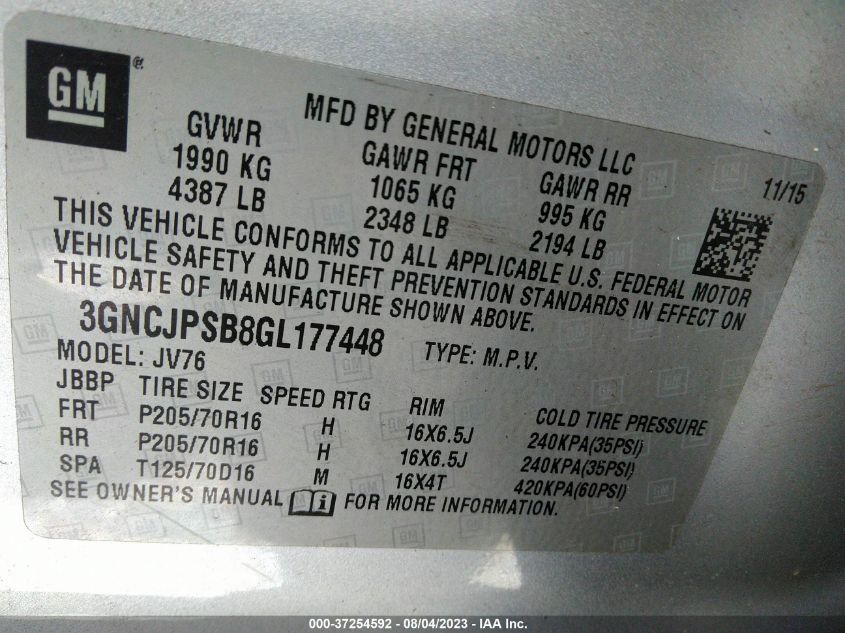 GM ®
MFD BY GENERAL MOTORS LLC
11/15
GVWR GAWR FRT GAWR RR
1990 KG 1065 KG 995 KG
4387 LB 2348 LB 2194 LB
THIS VEHICLE CONFORMS TO ALL APPLICABLE U.S. FEDERAL MOTOR
VEHICLE SAFETY AND THEFT PREVENTION STANDARDS IN EFFECT ON
THE DATE OF MANUFACTURE SHOWN ABOVE.
3GNCJPSB8GL177448 TYPE: M.P.V.
MODEL: JV76
JBBP TIRE SIZE SPEED RTG RIM COLD TIRE PRESSURE
FRT P205/70R16 H 16X6.5J 240KPA(35PSI)
RR P205/70R16 H 16X6.5J 240KPA(35PSI)
SPA T125/70D16 M 16X4T 420KPA(60PSI)
SEE OWNER'S MANUAL i FOR MORE INFORMATION.
000-37254592 - 08/04/2023 - IAA Inc.